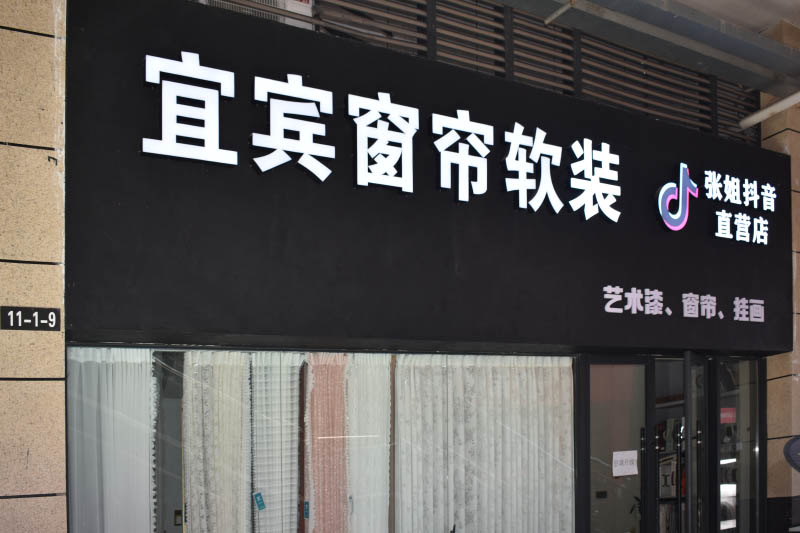 宜宾窗帘软装
张姐抖音
直营店
艺术漆、窗帘、挂画
11-1-9